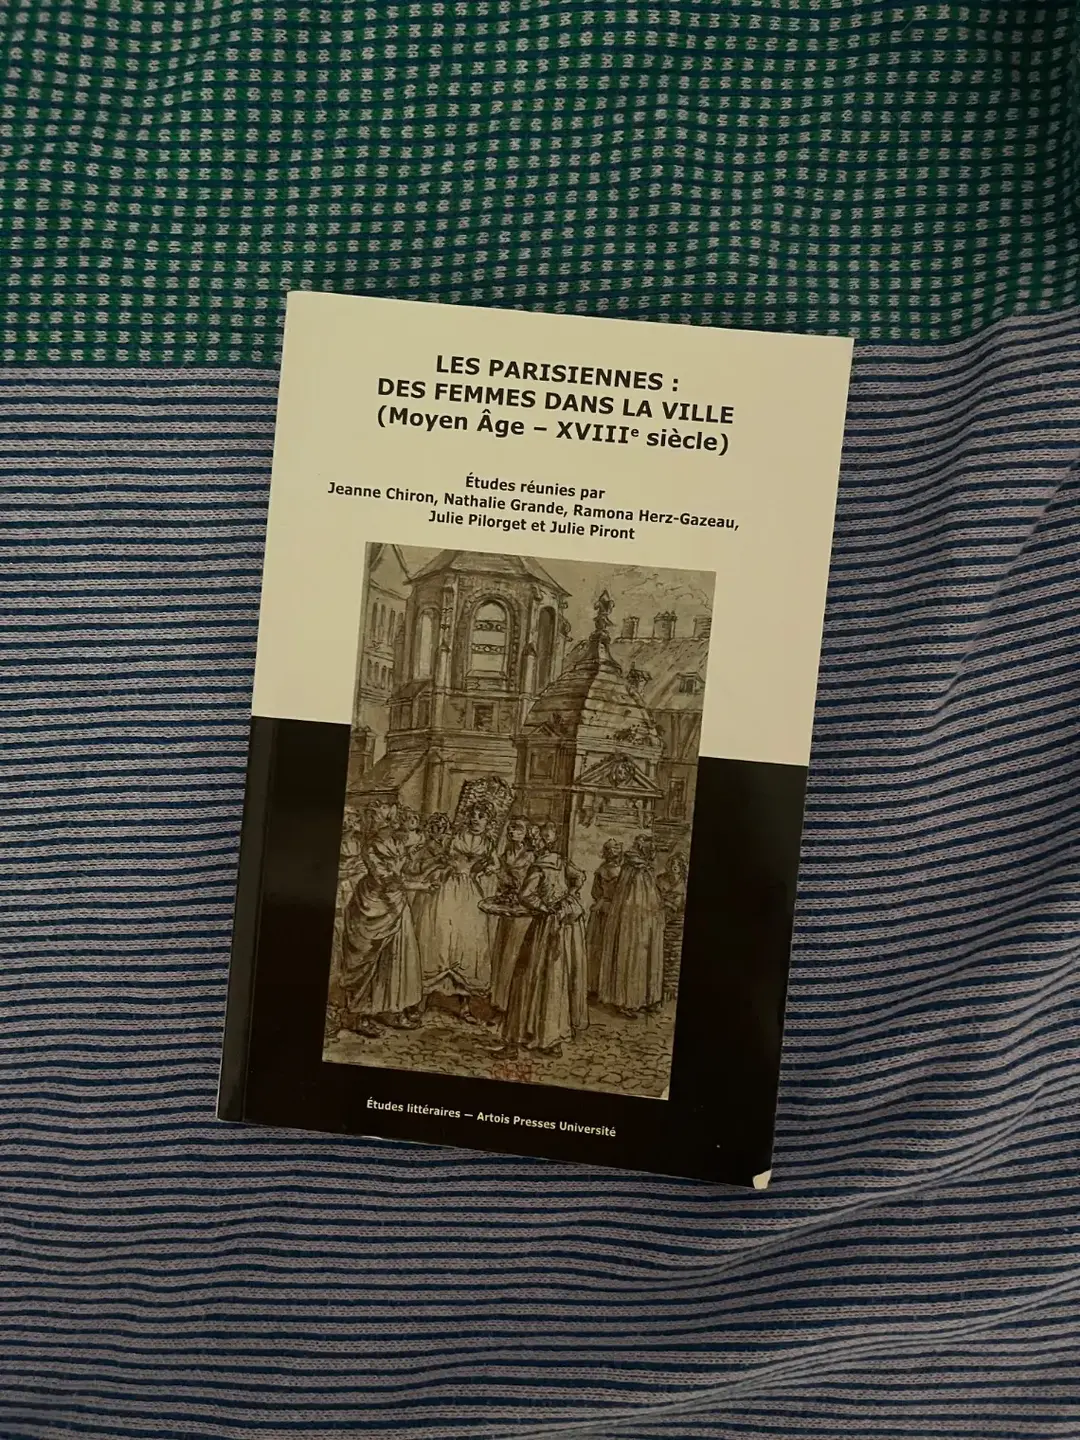 LES PARISIENNES :
DES FEMMES DANS LA VILLE
(Moyen Âge – XVIIIᵉ siècle)
Études réunies par
Jeanne Chiron, Nathalie Grande, Ramona Herz-Gazeau,
Julie Pilorget et Julie Piront
Études littéraires — Artois Presses Université